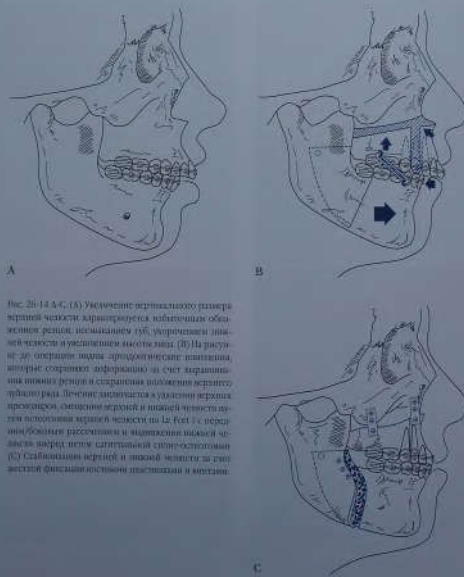 A
B
Рис. 26-14 A-C. (A) Увеличение вертикального размера
верхней челюсти характеризуется избыточным обна-
жением резцов, несмыканием губ, укорочением ниж-
ней челюсти и увеличением высоты лица. (B) На рисун-
ке до операции видны ортодонтические изменения,
которые сохраняют деформацию за счет выравнива-
ния нижних резцов и сохранения положения верхнего
зубного ряда. Лечение заключается в удалении верхних
премоляров, смещении верхней и нижней челюсти пу-
тем остеотомии верхней челюсти по Le Fort I с перед-
ним/боковым рассечением и выдвижении нижней че-
люсти вперед путем сагиттальной сплит-остеотомии
(C) Стабилизация верхней и нижней челюсти за счет
жесткой фиксации костными пластинками и винтами.
C